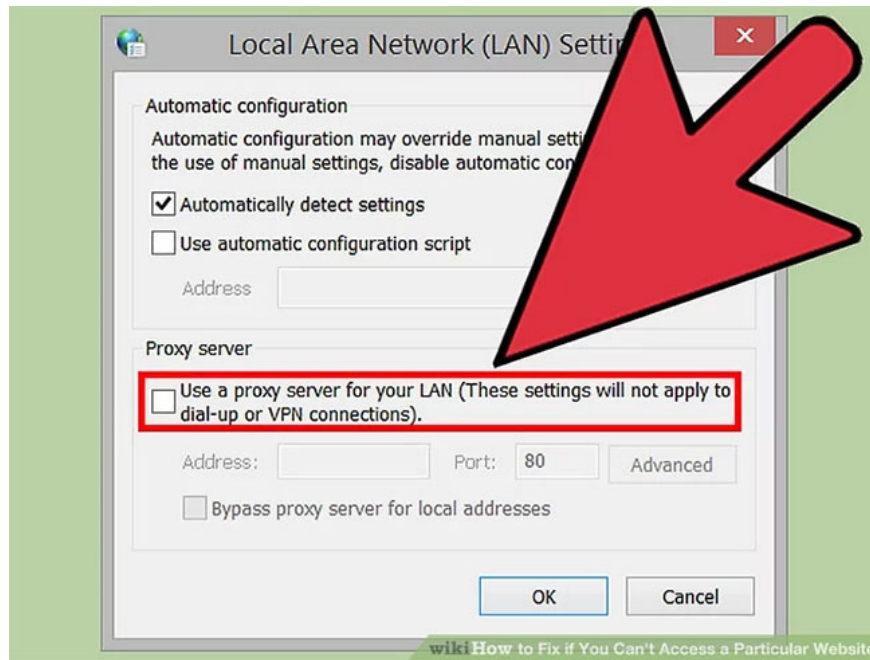 Local Area Network (LAN) Settin
Automatic configuration
Automatic configuration may override manual setti
the use of manual settings, disable automatic con
Automatically detect settings
Use automatic configuration script
Address
Proxy server
Use a proxy server for your LAN (These settings will not apply to
dial-up or VPN connections).
Address:
Port: 80
Advanced
Bypass proxy server for local addresses
OK
Cancel
wikiHow to Fix if You Can't Access a Particular Website